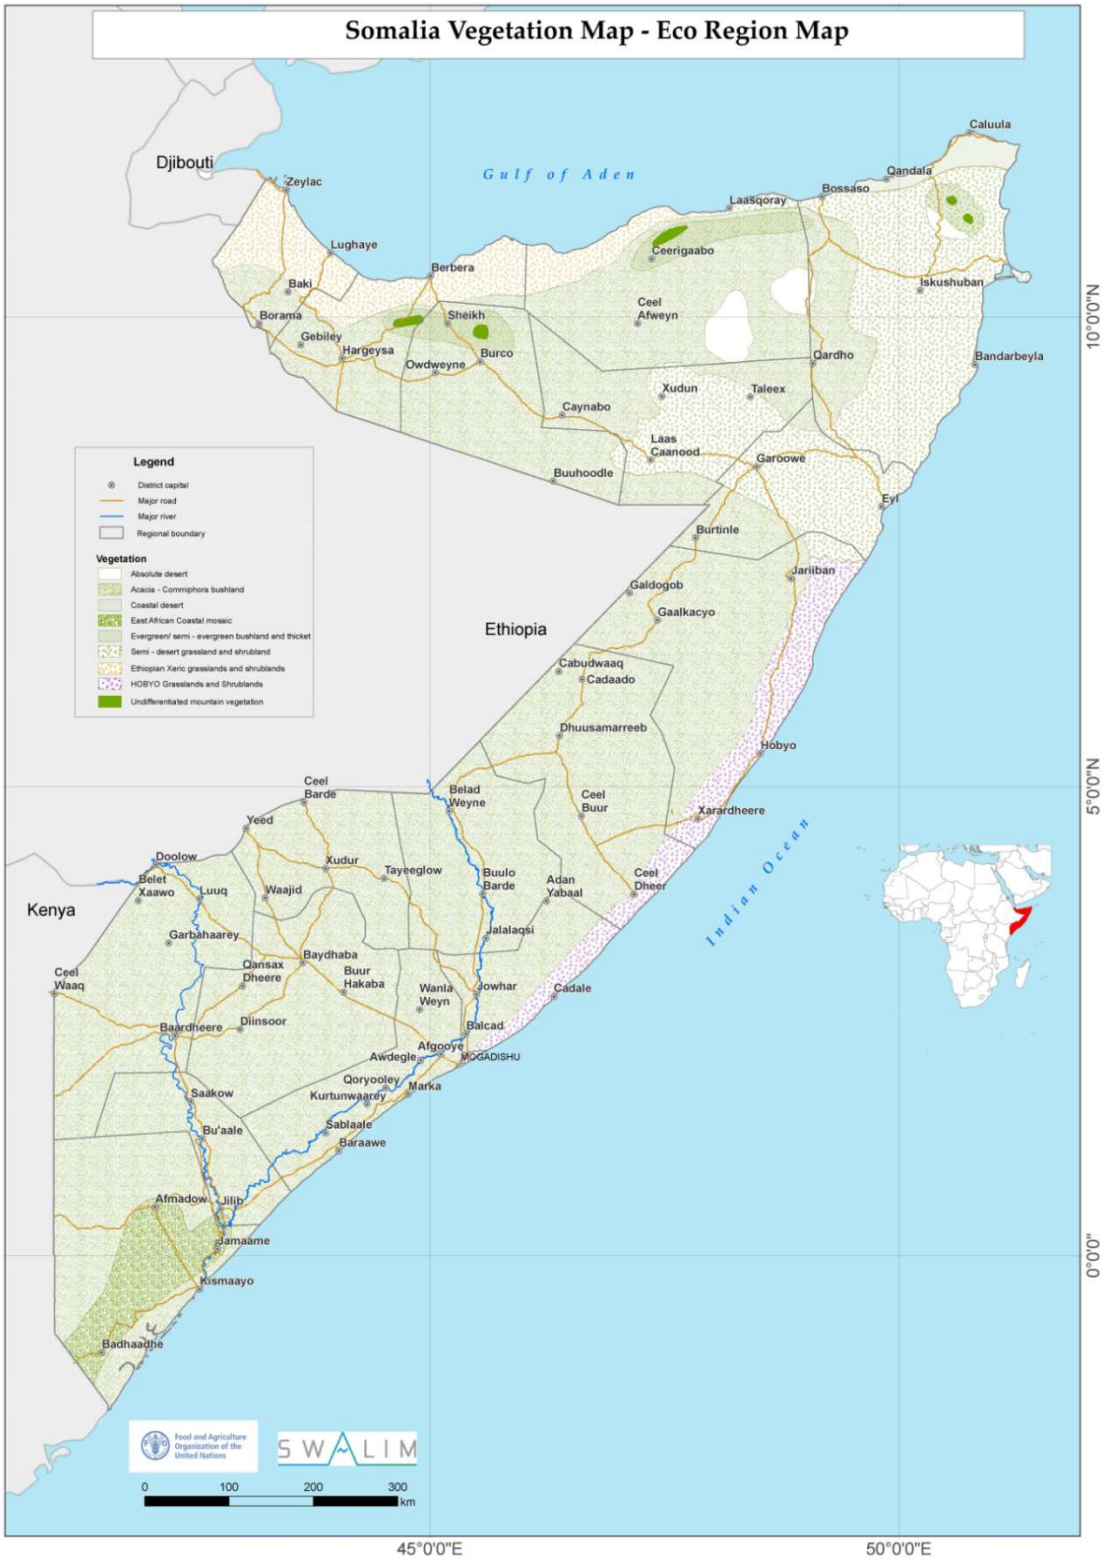 Somalia Vegetation Map - Eco Region Map
Caluula
Djibouti
Gulf of Aden
Qandala
Zeylac
Bossaso
Laasqoray
Lughaye
Ceerigaabo
Berbera
Baki
Iskushuban
Borama
Sheikh
Ceel
Afweyn
10°0'0"N
Gebiley
Hargeysa
Owdweyne
Burco
Qardho
Bandarbeyla
Xudun
Taleex
Caynabo
Laas
Caanood
Garoowe
Buuhoodle
Eyl
Legend
District capital
Major road
Major river
Regional boundary
Vegetation
Absolute desert
Acacia - Commiphora bushland
Coastal desert
East African Coastal mosaic
Evergreen/ semi - evergreen bushland and thicket
Semi - desert grassland and shrubland
Ethiopian Xeric grasslands and shrublands
HOBYO Grasslands and Shrublands
Undifferentiated mountain vegetation
Burtinle
Jariiban
Galdogob
Gaalkacyo
Ethiopia
Cabudwaaq
Cadaado
Dhuusamarreeb
Hobyo
5°0'0"N
Ceel
Barde
Belad
Weyne
Ceel
Buur
Xarardheere
Yeed
Indian Ocean
Doolow
Xudur
Tayeeglow
Belet
Xaawo
Luuq
Waajid
Buulo
Barde
Adan
Yabaal
Ceel
Dheer
Kenya
Garbahaarey
Jalalaqsi
Baydhaba
Qansax
Dheere
Buur
Hakaba
Ceel
Waaq
Wanla
Weyn
Jowhar
Cadale
Diinsoor
Baardheere
Balcad
Afgooye
Awdegle
MOGADISHU
Qoryooley
Marka
Kurtunwaarey
Saakow
Sablaale
Bu'aale
Baraawe
Afmadow
Jilib
Jamaame
0°0'0"
Kismaayo
Badhaadhe
FAO
Food and Agriculture
Organization of the
United Nations
SWALIM
0 100 200 300
km
45°0'0"E 50°0'0"E